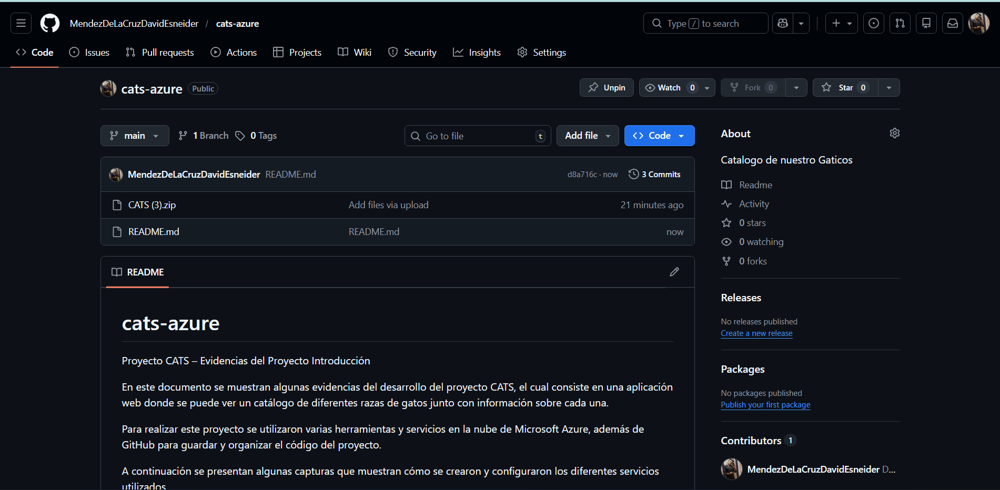 MendezDeLaCruzDavidEsneider / cats-azure
Type / to search
Code
Issues
Pull requests
Actions
Projects
Wiki
Security
Insights
Settings
cats-azure Public
Unpin
Watch 0
Fork 0
Star 0
main
1 Branch
0 Tags
Go to file t
Add file
Code
MendezDeLaCruzDavidEsneider README.md
d8a716c · now
3 Commits
CATS (3).zip Add files via upload 21 minutes ago
README.md README.md now
README
cats-azure
Proyecto CATS – Evidencias del Proyecto Introducción
En este documento se muestran algunas evidencias del desarrollo del proyecto CATS, el cual consiste en una aplicación
web donde se puede ver un catálogo de diferentes razas de gatos junto con información sobre cada una.
Para realizar este proyecto se utilizaron varias herramientas y servicios en la nube de Microsoft Azure, además de
GitHub para guardar y organizar el código del proyecto.
A continuación se presentan algunas capturas que muestran cómo se crearon y configuraron los diferentes servicios
utilizados.
About
Catalogo de nuestro Gaticos
Readme
Activity
0 stars
0 watching
0 forks
Releases
No releases published
Create a new release
Packages
No packages published
Publish your first package
Contributors 1
MendezDeLaCruzDavidEsneider D...